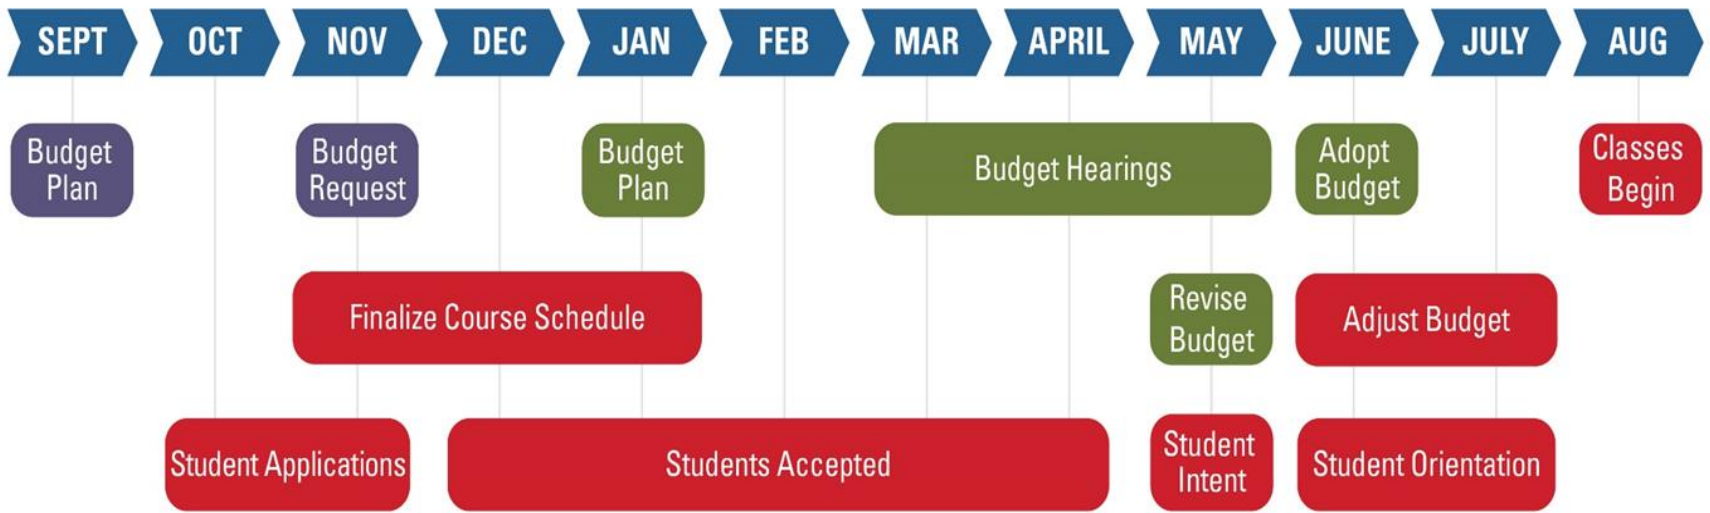 SEPT OCT NOV DEC JAN FEB MAR APRIL MAY JUNE JULY AUG
Budget
Plan
Budget
Request
Budget
Plan
Budget Hearings
Adopt
Budget
Classes
Begin
Finalize Course Schedule
Revise
Budget
Adjust Budget
Student Applications
Students Accepted
Student
Intent
Student Orientation